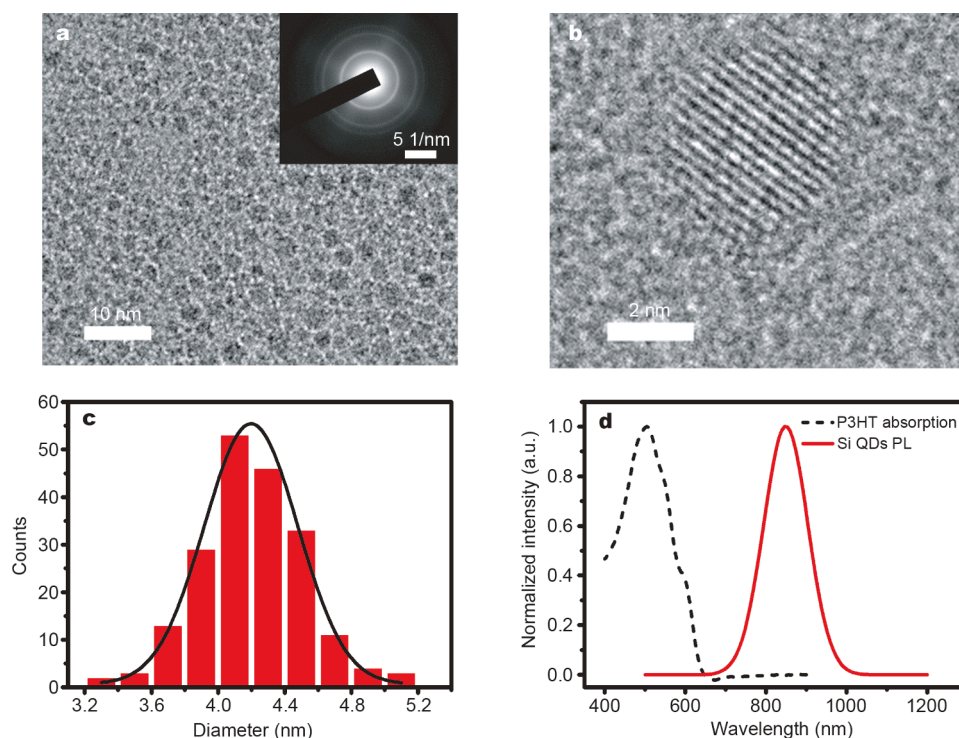 a
5 1/nm
10 nm
b
2 nm
c
60
50
40
30
20
10
0
Counts
3.2 3.6 4.0 4.4 4.8 5.2
Diameter (nm)
d
P3HT absorption
Si QDs PL
1.0
0.8
0.6
0.4
0.2
0.0
Normalized intensity (a.u.)
400 600 800 1000 1200
Wavelength (nm)